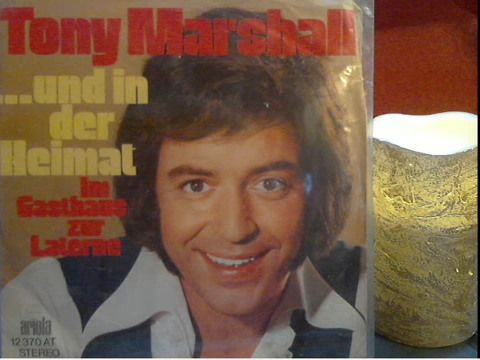 Tony Marshall
...und in
der
Heimat
Im
Gasthaus
zur
Laterne
ariola
12 370 AT
STEREO